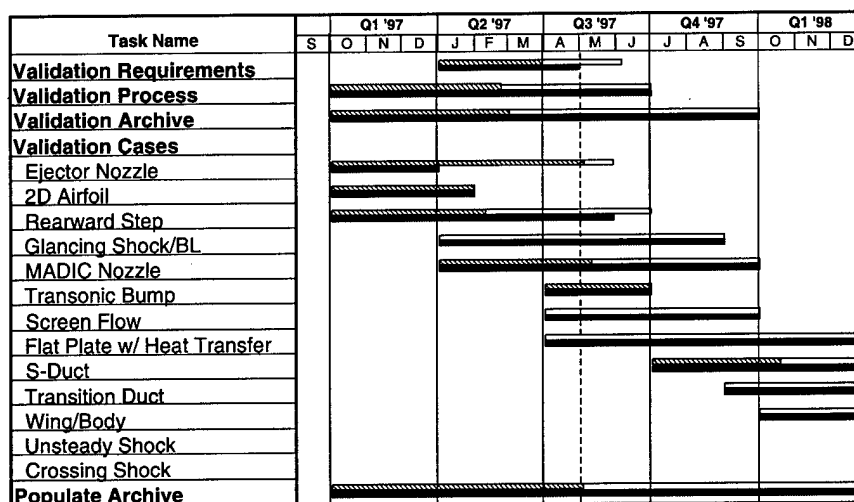 Q1 '97 Q2 '97 Q3 '97 Q4 '97 Q1 '98
Task Name S O N D J F M A M J J A S O N D
Validation Requirements
Validation Process
Validation Archive
Validation Cases
Ejector Nozzle
2D Airfoil
Rearward Step
Glancing Shock/BL
MADIC Nozzle
Transonic Bump
Screen Flow
Flat Plate w/ Heat Transfer
S-Duct
Transition Duct
Wing/Body
Unsteady Shock
Crossing Shock
Populate Archive